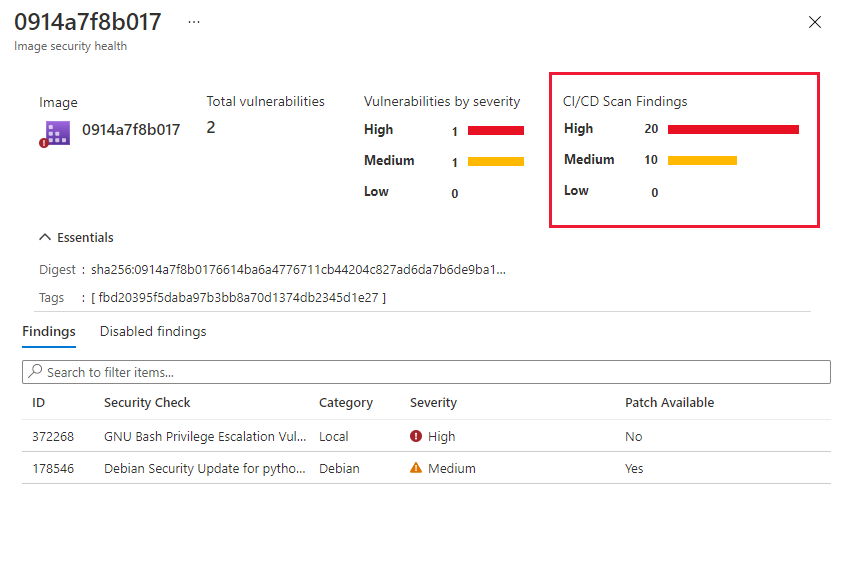 0914a7f8b017 ...
Image security health
Image
0914a7f8b017
Total vulnerabilities
2
Vulnerabilities by severity
High 1
Medium 1
Low 0
CI/CD Scan Findings
High 20
Medium 10
Low 0
Essentials
Digest : sha256:0914a7f8b0176614ba6a4776711cb44204c827ad6da7b6de9ba1...
Tags : [ fbd20395f5daba97b3bb8a70d1374db2345d1e27 ]
Findings Disabled findings
Search to filter items...
ID Security Check Category Severity Patch Available
372268 GNU Bash Privilege Escalation Vul... Local High No
178546 Debian Security Update for pytho... Debian Medium Yes